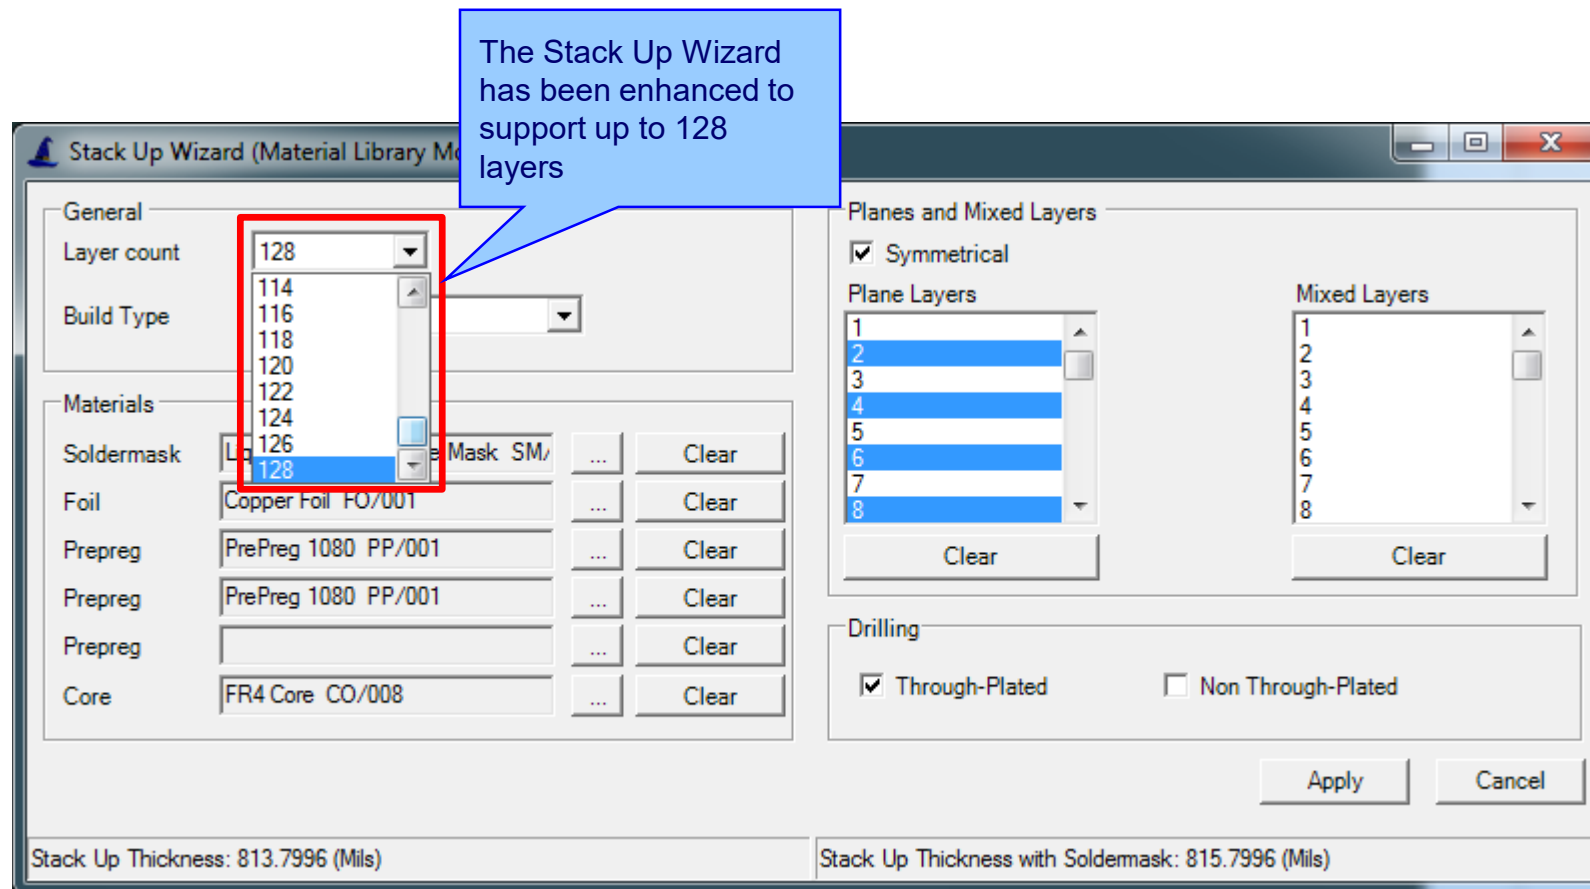 The Stack Up Wizard
has been enhanced to
support up to 128
layers
Stack Up Wizard (Material Library
General
Layer count
128
114
116
118
120
122
124
126
128
Build Type
Materials
Soldermask
Mask SM/
...
Clear
Foil
Copper Foil FO/001
...
Clear
Prepreg
PrePreg 1080 PP/001
...
Clear
Prepreg
PrePreg 1080 PP/001
...
Clear
Prepreg
...
Clear
Core
FR4 Core CO/008
...
Clear
Planes and Mixed Layers
Symmetrical
Plane Layers
1
2
3
4
5
6
7
8
Clear
Mixed Layers
1
2
3
4
5
6
7
8
Clear
Drilling
Through-Plated
Non Through-Plated
Apply
Cancel
Stack Up Thickness: 813.7996 (Mils)
Stack Up Thickness with Soldermask: 815.7996 (Mils)